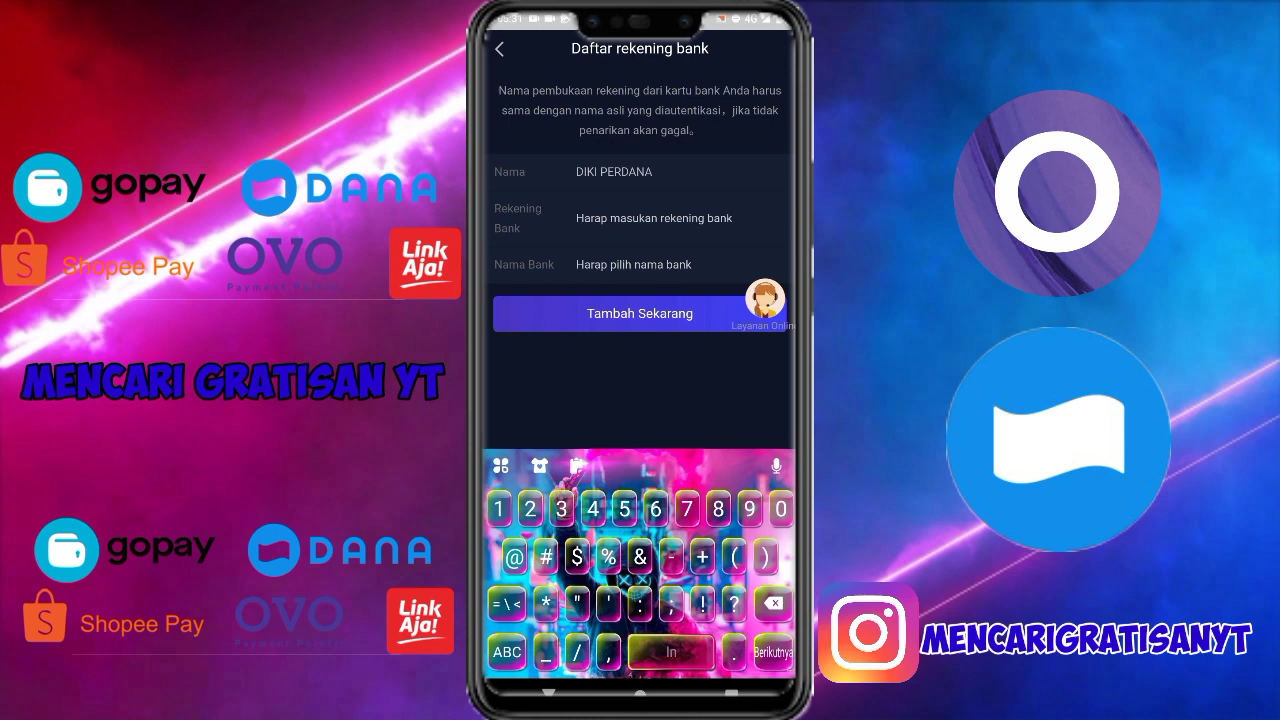 05:31
4G
Daftar rekening bank
Nama pembukaan rekening dari kartu bank Anda harus
sama dengan nama asli yang diautentikasi，jika tidak
penarikan akan gagal。
Nama DIKI PERDANA
Rekening
Bank
Harap masukan rekening bank
Nama Bank Harap pilih nama bank
Tambah Sekarang
Layanan Onlin
gopay DANA
S Shopee Pay OVO
Link
Aja!
MENCARI GRATISAN YT
gopay DANA
S Shopee Pay OVO
Link
Aja!
1 2 3 4 5 6 7 8 9 0
@ # $ % & - + ( )
= \ < * " ' : ; ! ?
ABC _ / , In . Berikutnya
MENCARIGRATISANYT